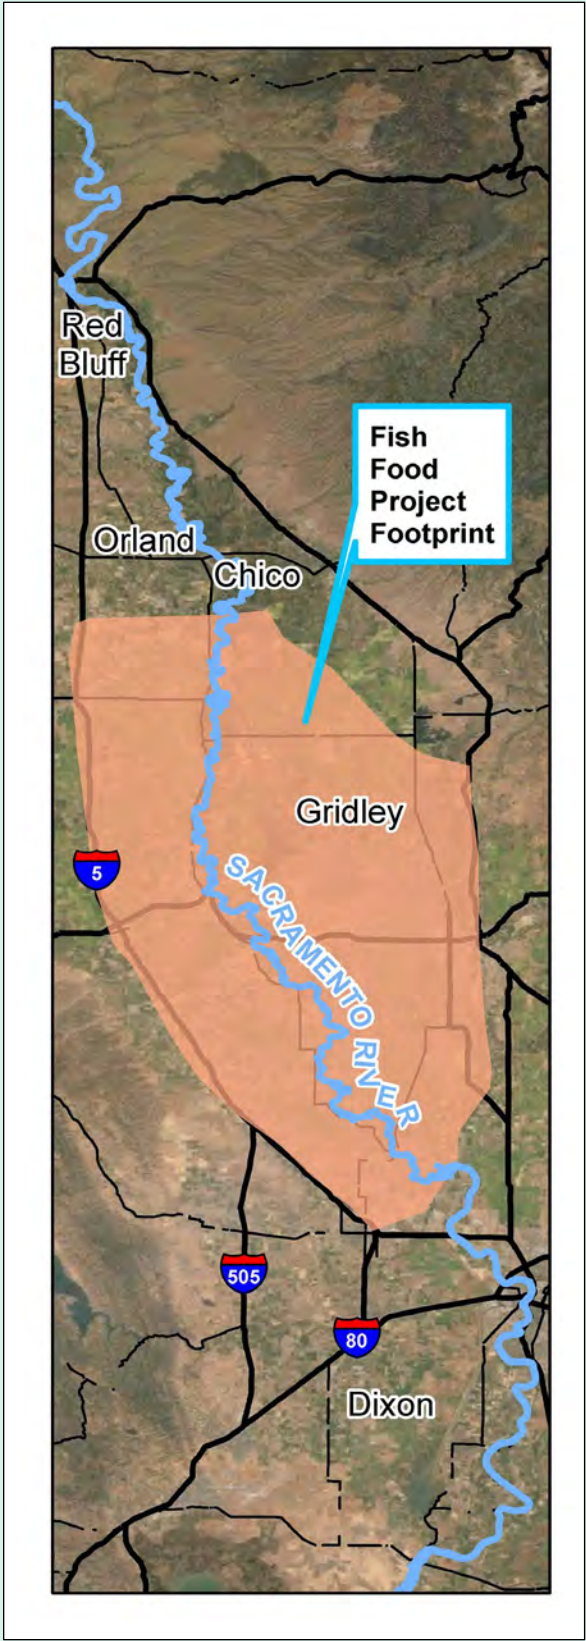 Red
Bluff
Fish
Food
Project
Footprint
Orland
Chico
Gridley
5
SACRAMENTO RIVER
505
80
Dixon